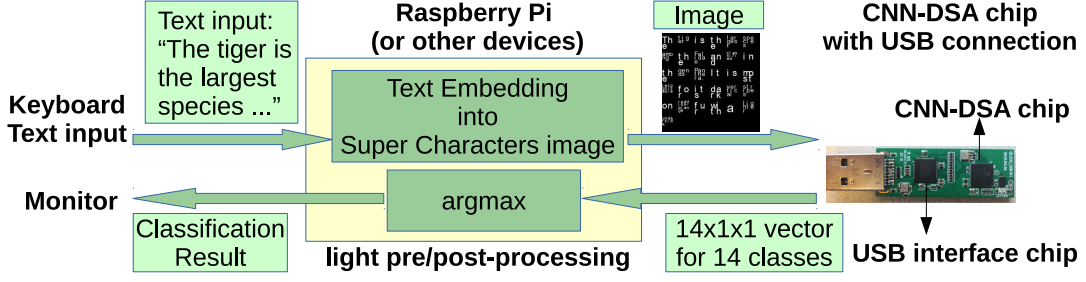 Text input:
“The tiger is
the largest
species ...”
Raspberry Pi
(or other devices)
Image
CNN-DSA chip
with USB connection
Keyboard
Text input
Text Embedding
into
Super Characters image
CNN-DSA chip
Monitor
argmax
Classification
Result
light pre/post-processing
14x1x1 vector
for 14 classes
USB interface chip